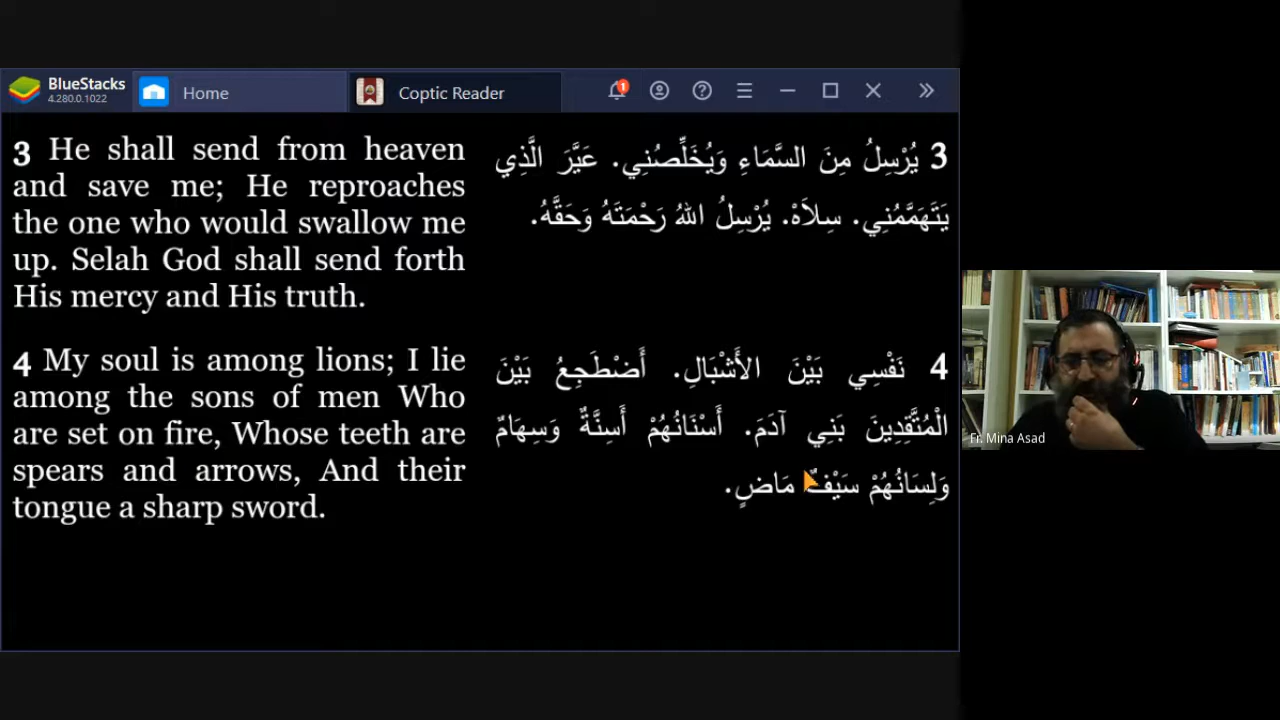 BlueStacks
4.280.0.1022
Home
Coptic Reader
1
3 He shall send from heaven
and save me; He reproaches
the one who would swallow me
up. Selah God shall send forth
His mercy and His truth.
3 يُرْسِلُ مِنَ السَّمَاءِ وَيُخَلِّصُنِي. عَيَّرَ الَّذِي
يَتَهَمَّمُنِي. سِلاَهْ. يُرْسِلُ اللهُ رَحْمَتَهُ وَحَقَّهُ.
4 My soul is among lions; I lie
among the sons of men Who
are set on fire, Whose teeth are
spears and arrows, And their
tongue a sharp sword.
4 نَفْسِي بَيْنَ الأَشْبَالِ. أَضْطَجِعُ بَيْنَ
الْمُتَّقِدِينَ بَنِي آدَمَ. أَسْنَانُهُمْ أَسِنَّةٌ وَسِهَامٌ
وَلِسَانُهُمْ سَيْفٌ مَاضٍ.
Fr. Mina Asad